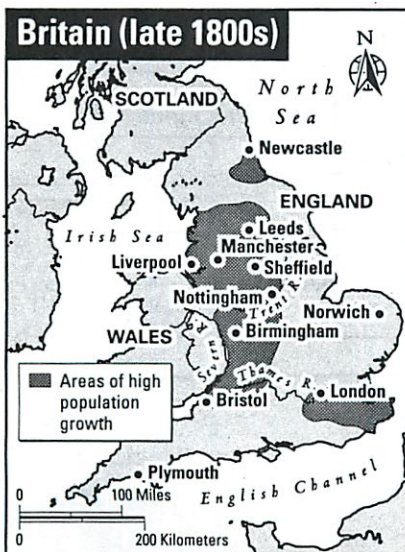 Britain (late 1800s)
N
SCOTLAND
North
Sea
Newcastle
ENGLAND
Irish Sea
Leeds
Manchester
Liverpool
Sheffield
Nottingham
Trent R.
Norwich
WALES
Severn R.
Birmingham
Thames R.
Areas of high
population
growth
London
Bristol
Plymouth
English Channel
0 100 Miles
0 200 Kilometers